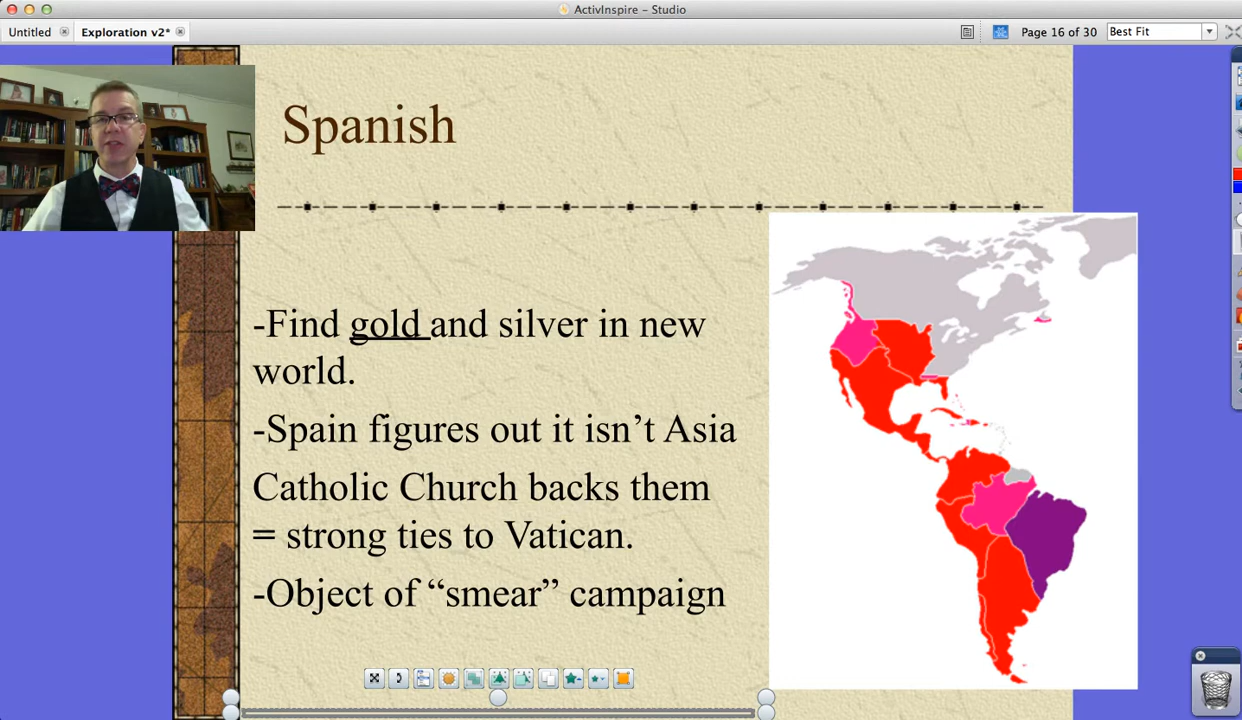 ActivInspire – Studio
Untitled
Exploration v2*
Page 16 of 30
Best Fit
Spanish
-Find gold and silver in new
world.
-Spain figures out it isn’t Asia
Catholic Church backs them
= strong ties to Vatican.
-Object of “smear” campaign